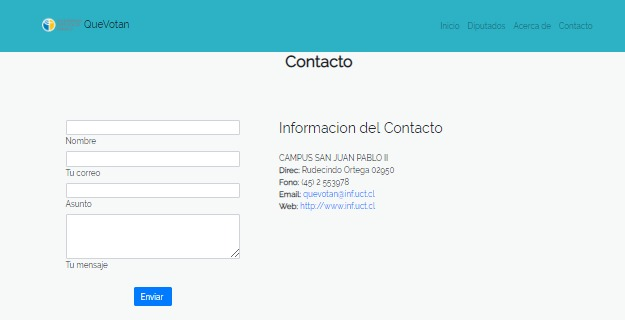 QueVotan
Inicio Diputados Acerca de Contacto
Contacto
Nombre
Tu correo
Asunto
Tu mensaje
Enviar
Informacion del Contacto
CAMPUS SAN JUAN PABLO II
Direc: Rudecindo Ortega 02950
Fono: (45) 2 553978
Email: quevotan@inf.uct.cl
Web: http://www.inf.uct.cl